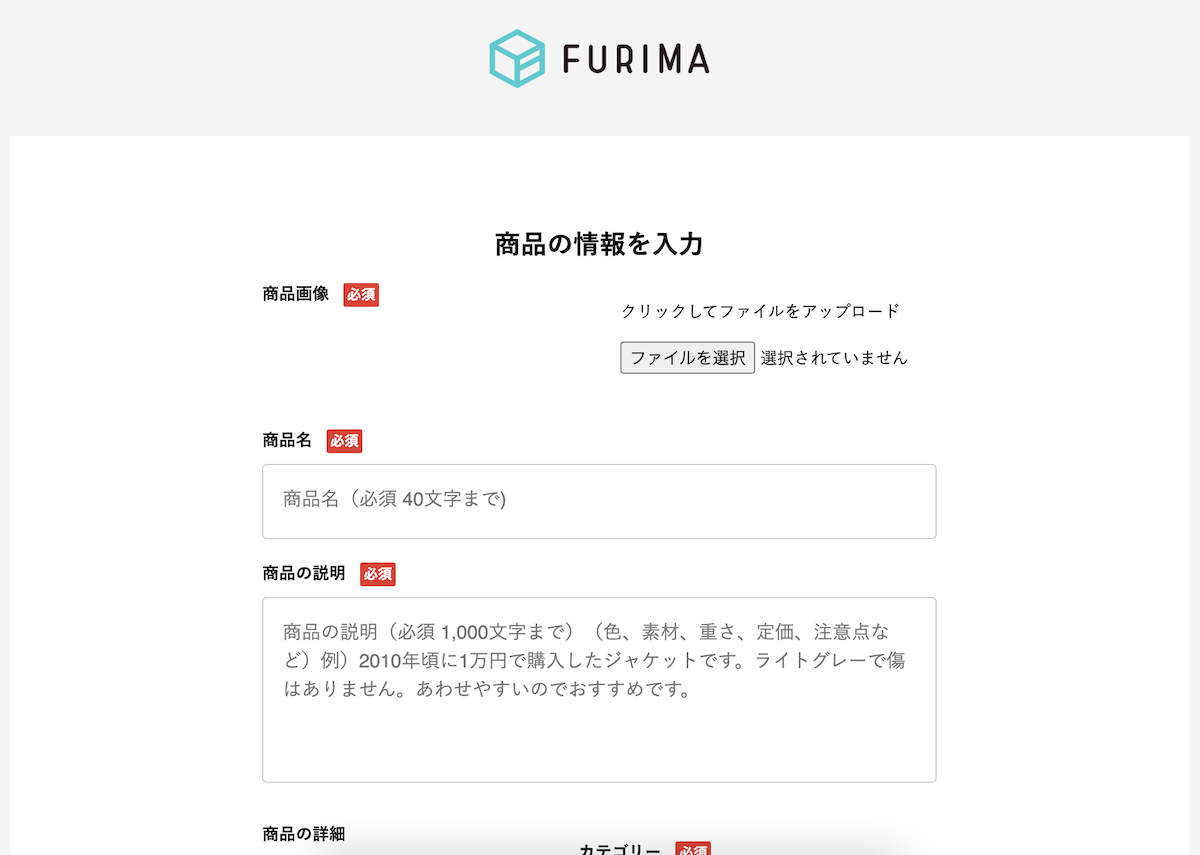 FURIMA
商品の情報を入力
商品画像 必須
クリックしてファイルをアップロード
ファイルを選択 選択されていません
商品名 必須
商品名（必須 40文字まで)
商品の説明 必須
商品の説明（必須 1,000文字まで）（色、素材、重さ、定価、注意点な
ど）例）2010年頃に1万円で購入したジャケットです。ライトグレーで傷
はありません。あわせやすいのでおすすめです。
商品の詳細
カテゴリー 必須